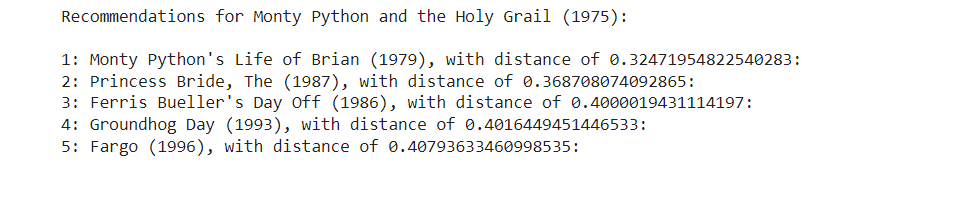 Recommendations for Monty Python and the Holy Grail (1975):
1: Monty Python's Life of Brian (1979), with distance of 0.32471954822540283:
2: Princess Bride, The (1987), with distance of 0.368708074092865:
3: Ferris Bueller's Day Off (1986), with distance of 0.4000019431114197:
4: Groundhog Day (1993), with distance of 0.4016449451446533:
5: Fargo (1996), with distance of 0.40793633460998535: